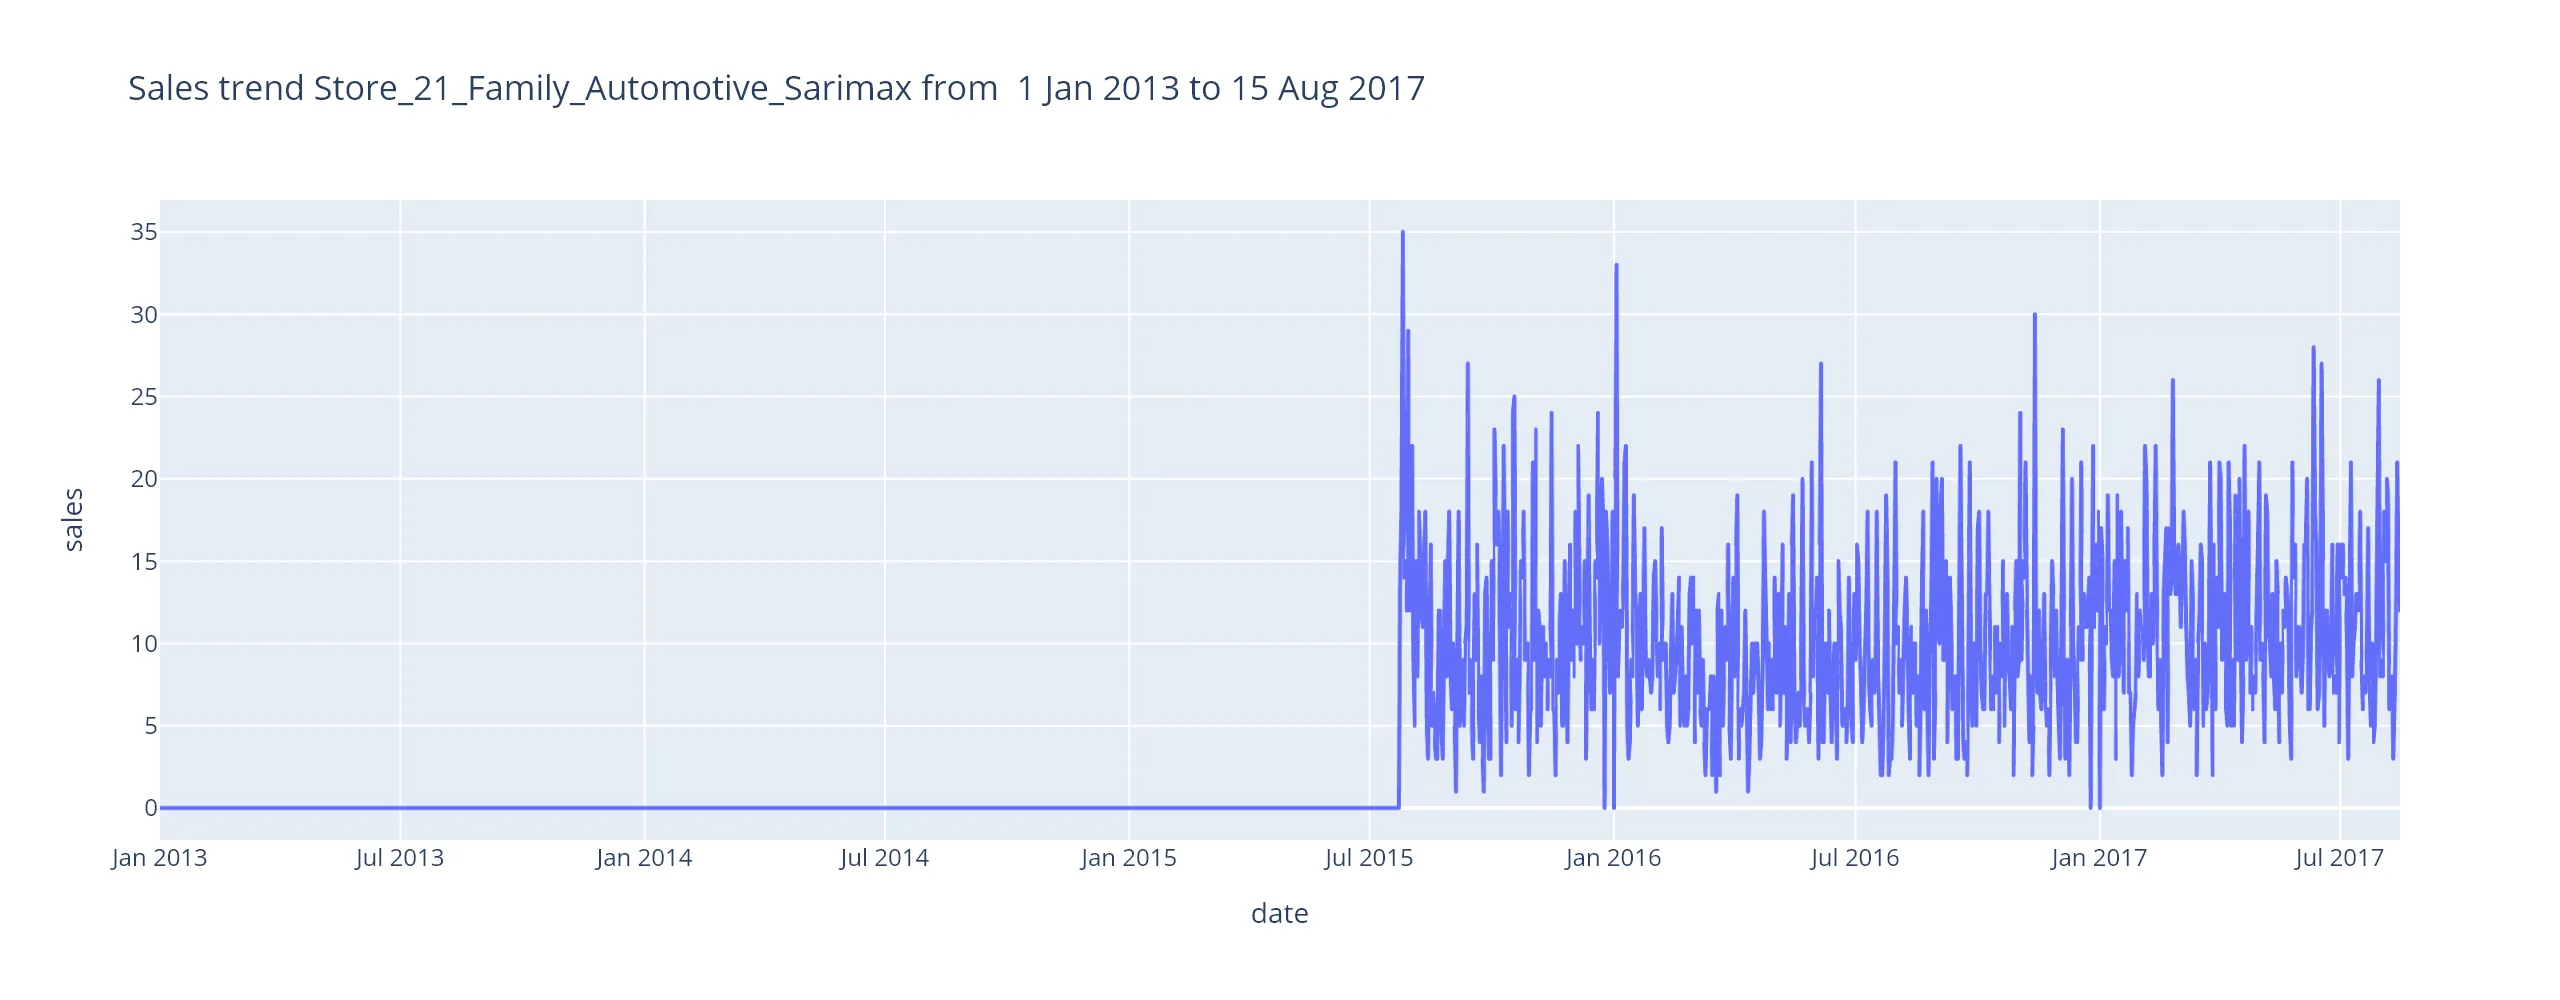 Sales trend Store_21_Family_Automotive_Sarimax from  1 Jan 2013 to 15 Aug 2017
35
30
25
20
15
10
5
0
sales
Jan 2013
Jul 2013
Jan 2014
Jul 2014
Jan 2015
Jul 2015
Jan 2016
Jul 2016
Jan 2017
Jul 2017
date